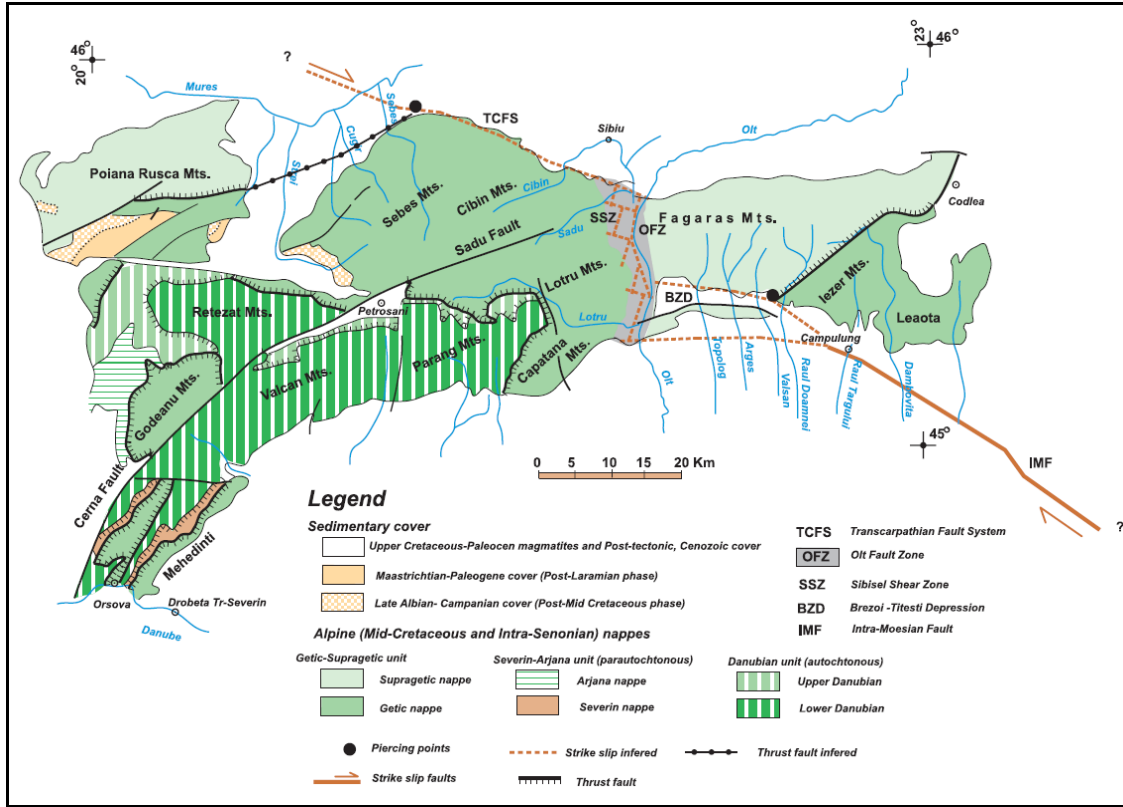 46°
20°
?
23°
46°
Mures
Sebes
TCFS
Sibiu
Olt
Cugr
Poiana Rusca Mts.
Sebes Mts.
Cibin Mts.
Cibin
Codlea
Fagaras Mts.
SSZ
OFZ
Sadu Fault
Sadu
Lotru Mts.
Iezer Mts.
Retezat Mts.
Petrosani
BZD
Leaota
Lotru
Campulung
Parang Mts.
Valcan Mts.
Capatana Mts.
Godeanu Mts.
Olt
Topolog
Arges
Valsan
Raul Doamnei
Raul Targului
Dambovita
45°
IMF
?
Cerna Fault
Mehedinti
Orsova
Drobeta Tr-Severin
Danube
0 5 10 15 20 Km
Legend
Sedimentary cover
Upper Cretaceous-Paleocen magmatites and Post-tectonic, Cenozoic cover
Maastrichtian-Paleogene cover (Post-Laramian phase)
Late Albian- Campanian cover (Post-Mid Cretaceous phase)
TCFS Transcarpathian Fault System
OFZ Olt Fault Zone
SSZ Sibisel Shear Zone
BZD Brezoi -Titesti Depression
IMF Intra-Moesian Fault
Alpine (Mid-Cretaceous and Intra-Senonian) nappes
Getic-Supragetic unit
Severin-Arjana unit (parautochtonous)
Danubian unit (autochtonous)
Supragetic nappe
Arjana nappe
Upper Danubian
Getic nappe
Severin nappe
Lower Danubian
Piercing points
Strike slip infered
Thrust fault infered
Strike slip faults
Thrust fault